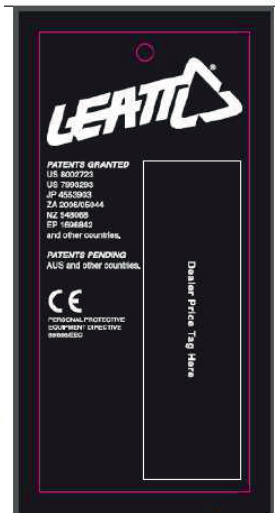 LEATT®
PATENTS GRANTED
US 8002723
US 7993293
JP 4553903
ZA 2006/05044
NZ 548068
EP 1696842
and other countries.
PATENTS PENDING
AUS and other countries.
CE
PERSONAL PROTECTIVE
EQUIPMENT DIRECTIVE
89/686/EEC
Dealer Price Tag Here